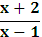 x + 2
x − 1